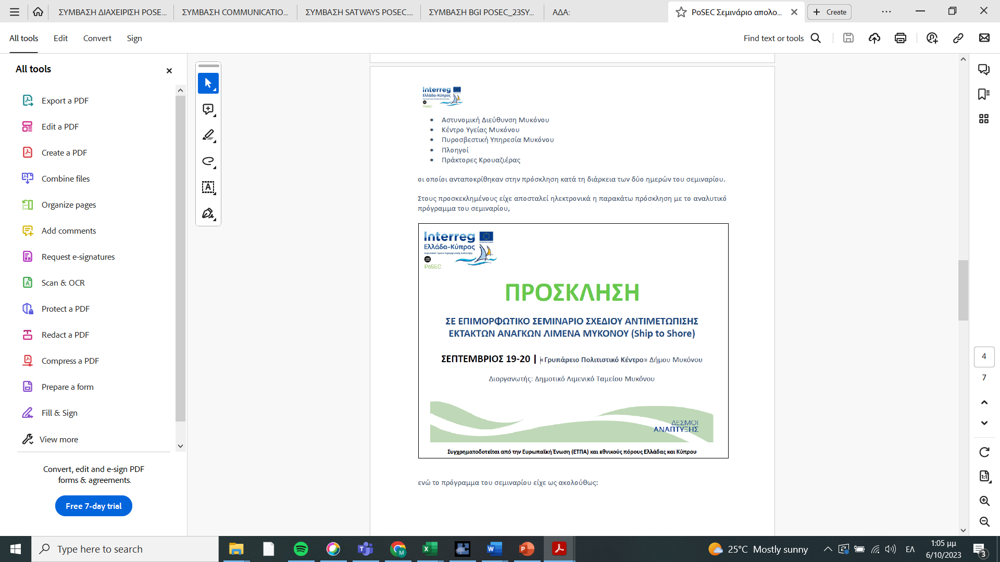 ΣΥΜΒΑΣΗ ΔΙΑΧΕΙΡΙΣΗ POSE...
ΣΥΜΒΑΣΗ COMMUNICATIO...
ΣΥΜΒΑΣΗ SATWAYS POSEC....
ΣΥΜΒΑΣΗ BGI POSEC_23SY...
ΑΔΑ:
PoSEC Σεμινάριο απολο...
Create
All tools
Edit
Convert
Sign
Find text or tools
All tools
Export a PDF
Edit a PDF
Create a PDF
Combine files
Organize pages
Add comments
Request e-signatures
Scan & OCR
Protect a PDF
Redact a PDF
Compress a PDF
Prepare a form
Fill & Sign
View more
Convert, edit and e-sign PDF
forms & agreements.
Free 7-day trial
Interreg
Ελλάδα-Κύπρος
PoSEC
• Αστυνομική Διεύθυνση Μυκόνου
• Κέντρο Υγείας Μυκόνου
• Πυροσβεστική Υπηρεσία Μυκόνου
• Πλοηγοί
• Πράκτορες Κρουαζιέρας
οι οποίοι ανταποκρίθηκαν στην πρόσκληση κατά τη διάρκεια των δύο ημερών του σεμιναρίου.
Στους προσκεκλημένους είχε αποσταλεί ηλεκτρονικά η παρακάτω πρόσκληση με το αναλυτικό
πρόγραμμα του σεμιναρίου,
Interreg
Ελλάδα-Κύπρος
PoSEC
ΠΡΟΣΚΛΗΣΗ
ΣΕ ΕΠΙΜΟΡΦΩΤΙΚΟ ΣΕΜΙΝΑΡΙΟ ΣΧΕΔΙΟΥ ΑΝΤΙΜΕΤΩΠΙΣΗΣ
ΕΚΤΑΚΤΩΝ ΑΝΑΓΚΩΝ ΛΙΜΕΝΑ ΜΥΚΟΝΟΥ (Ship to Shore)
ΣΕΠΤΕΜΒΡΙΟΣ 19-20 | «Γρυπάρειο Πολιτιστικό Κέντρο» Δήμου Μυκόνου
Διοργανωτής: Δημοτικό Λιμενικό Ταμείου Μυκόνου
ΔΕΣΜΟΙ
ΑΝΑΠΤΥΞΗΣ
Συγχρηματοδοτείται από την Ευρωπαϊκή Ένωση (ΕΤΠΑ) και εθνικούς πόρους Ελλάδας και Κύπρου
ενώ το πρόγραμμα του σεμιναρίου είχε ως ακολούθως:
4
7
Type here to search
25°C Mostly sunny
ΕΛ
1:05 μμ
6/10/2023
3